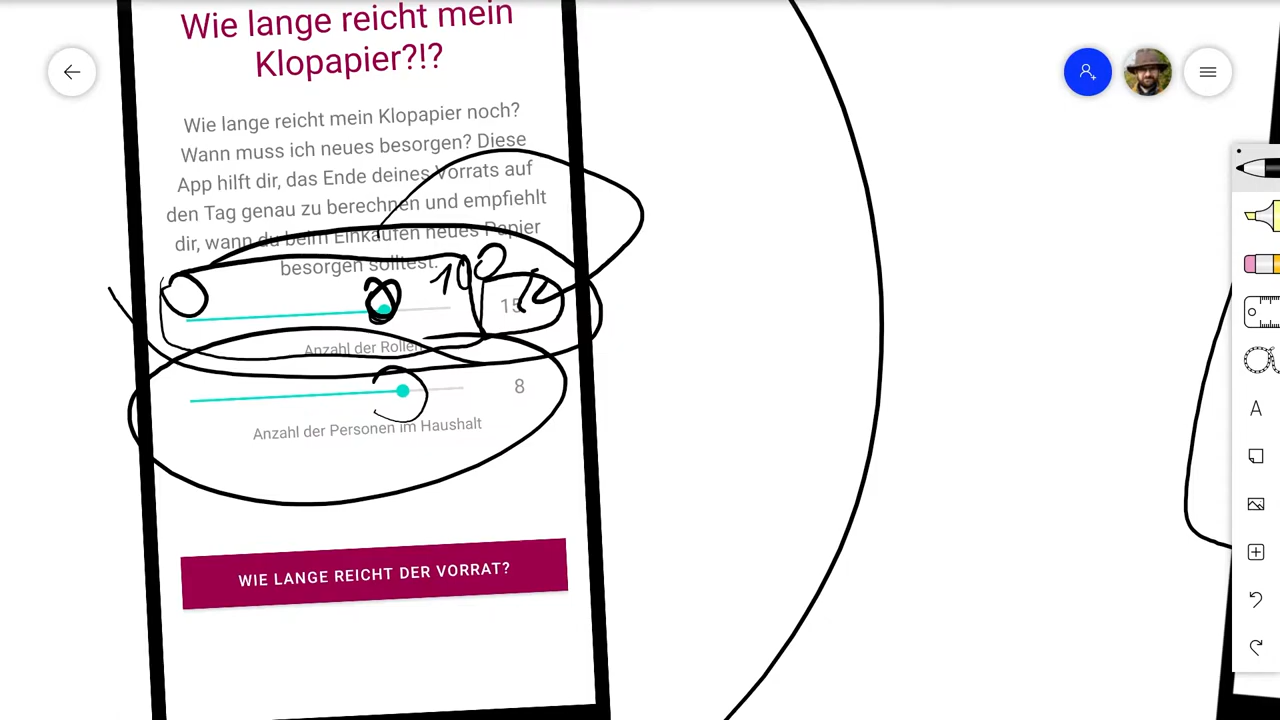 Wie lange reicht mein
Klopapier?!?
Wie lange reicht mein Klopapier noch?
Wann muss ich neues besorgen? Diese
App hilft dir, das Ende deines Vorrats auf
den Tag genau zu berechnen und empfiehlt
dir, wann du beim Einkaufen neues Papier
besorgen solltest.
100
15
Anzahl der Rollen
8
Anzahl der Personen im Haushalt
WIE LANGE REICHT DER VORRAT?
A